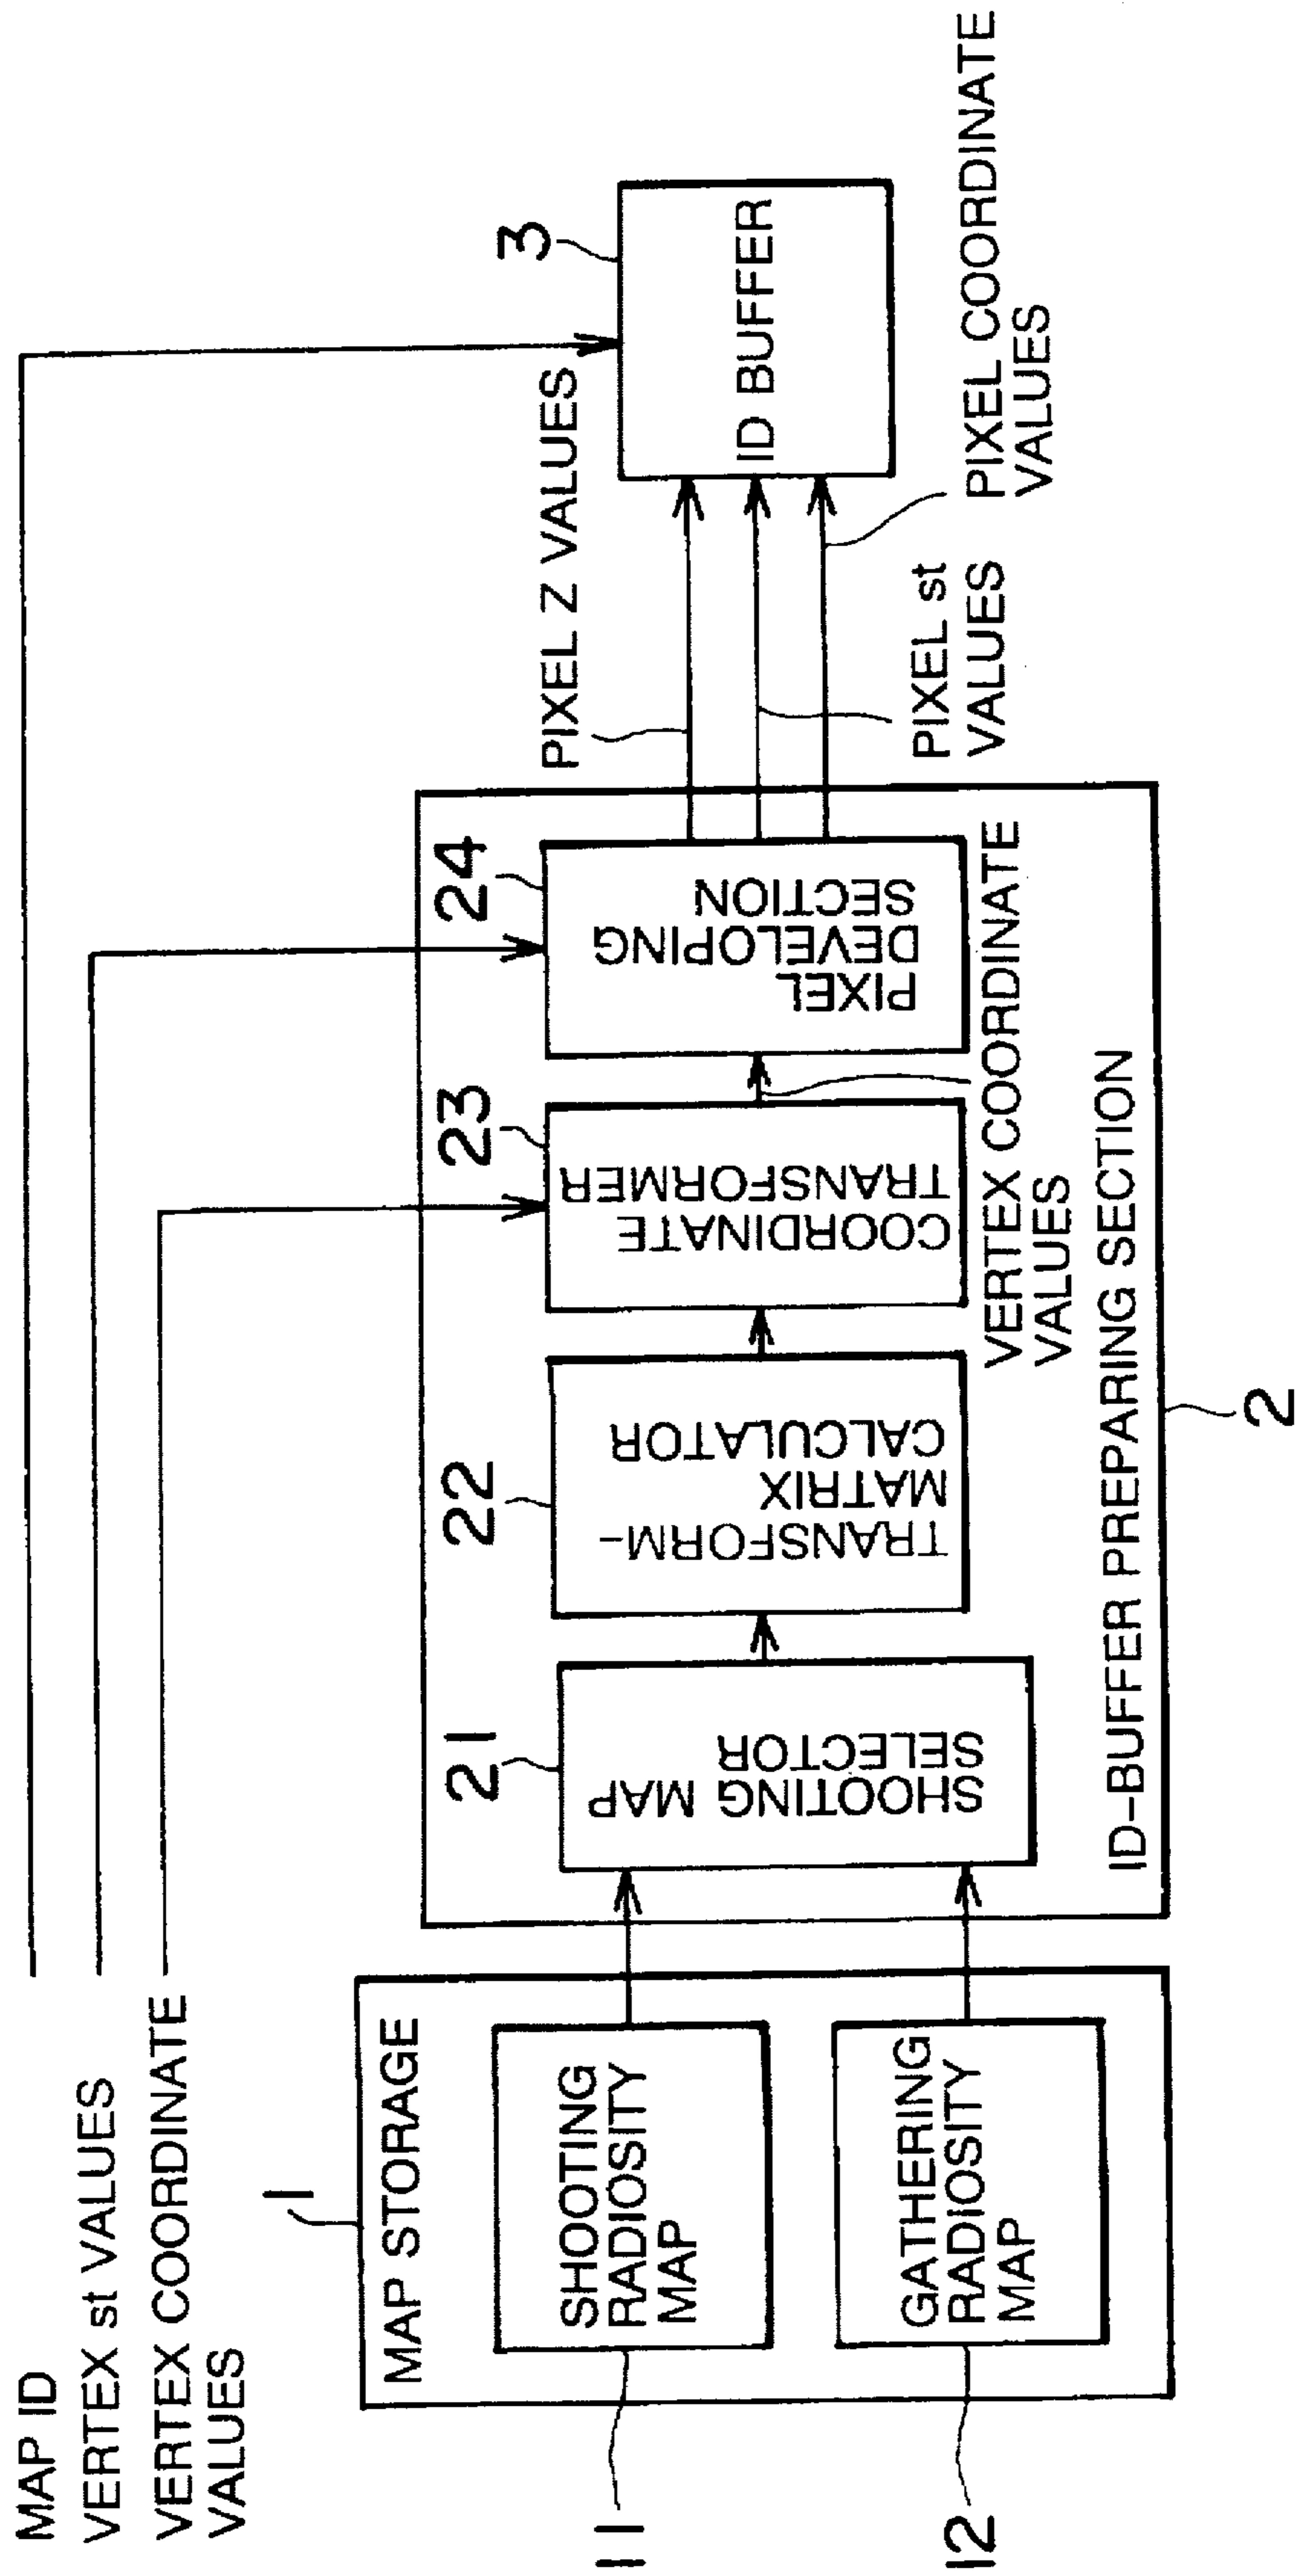 MAP ID
VERTEX st VALUES
VERTEX COORDINATE
VALUES
1
MAP STORAGE
11
SHOOTING
RADIOSITY
MAP
12
GATHERING
RADIOSITY
MAP
21
SHOOTING MAP
SELECTOR
22
TRANSFORM-
MATRIX
CALCULATOR
23
COORDINATE
TRANSFORMER
24
PIXEL
DEVELOPING
SECTION
VERTEX COORDINATE
VALUES
ID-BUFFER PREPARING SECTION
2
PIXEL Z VALUES
PIXEL st
VALUES
PIXEL COORDINATE
VALUES
3
ID BUFFER